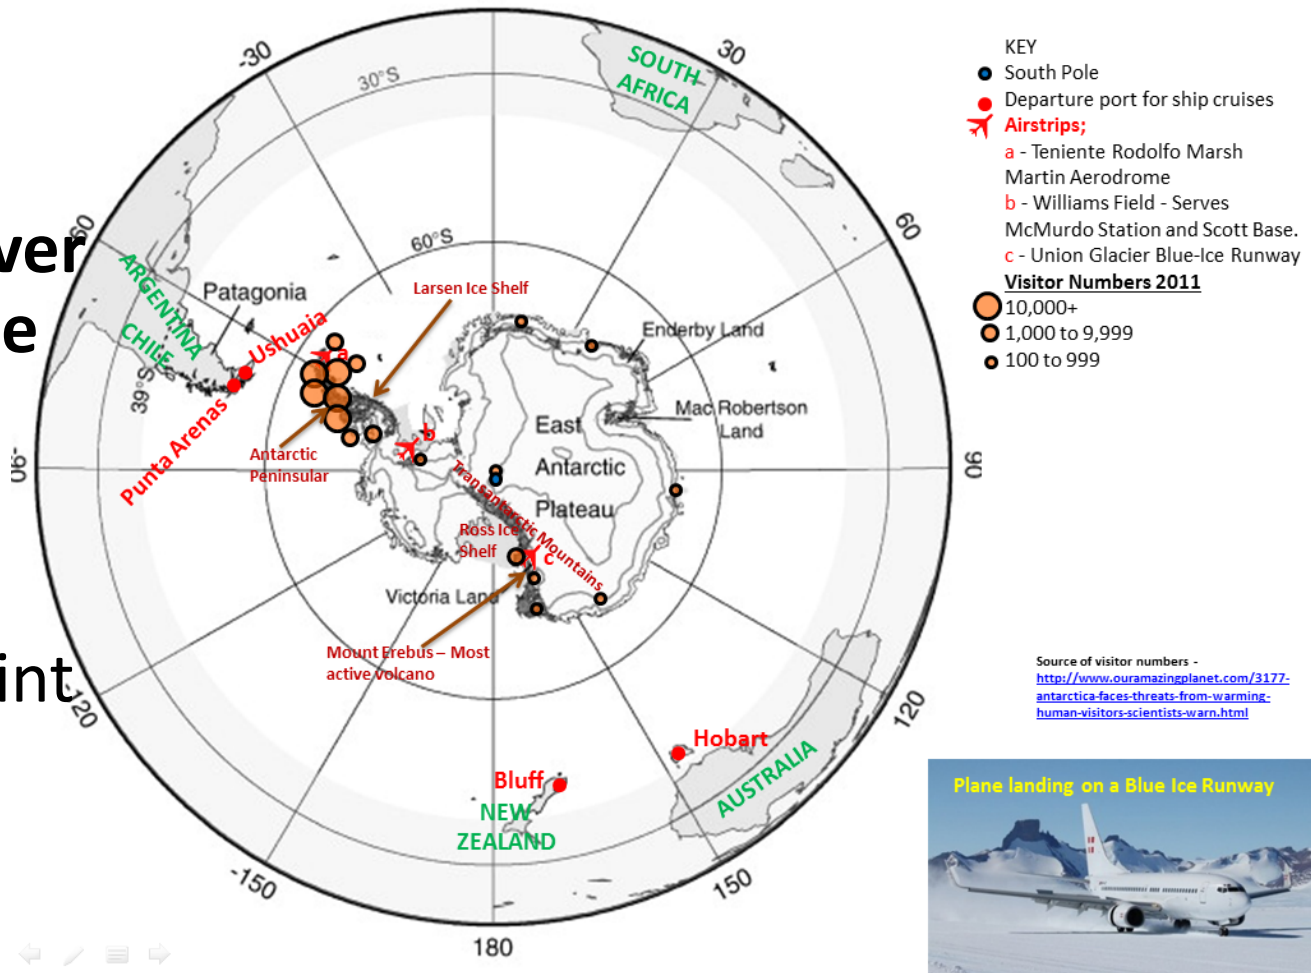 ver
e
int
-30
30°S
30
SOUTH
AFRICA
60
60
60°S
ARGENTINA
CHILE
Patagonia
Ushuaia
39°S
Punta Arenas
Larsen Ice Shelf
a
Antarctic
Peninsular
b
Enderby Land
Mac Robertson
Land
East
Antarctic
Plateau
-90
90
Transantarctic Mountains
Ross Ice
Shelf
c
Victoria Land
Mount Erebus – Most
active volcano
-120
120
Hobart
AUSTRALIA
Bluff
NEW
ZEALAND
-150
150
180
KEY
South Pole
Departure port for ship cruises
Airstrips;
a - Teniente Rodolfo Marsh
Martin Aerodrome
b - Williams Field - Serves
McMurdo Station and Scott Base.
c - Union Glacier Blue-Ice Runway
Visitor Numbers 2011
10,000+
1,000 to 9,999
100 to 999
Source of visitor numbers -
http://www.ouramazingplanet.com/3177-
antarctica-faces-threats-from-warming-
human-visitors-scientists-warn.html
Plane landing on a Blue Ice Runway